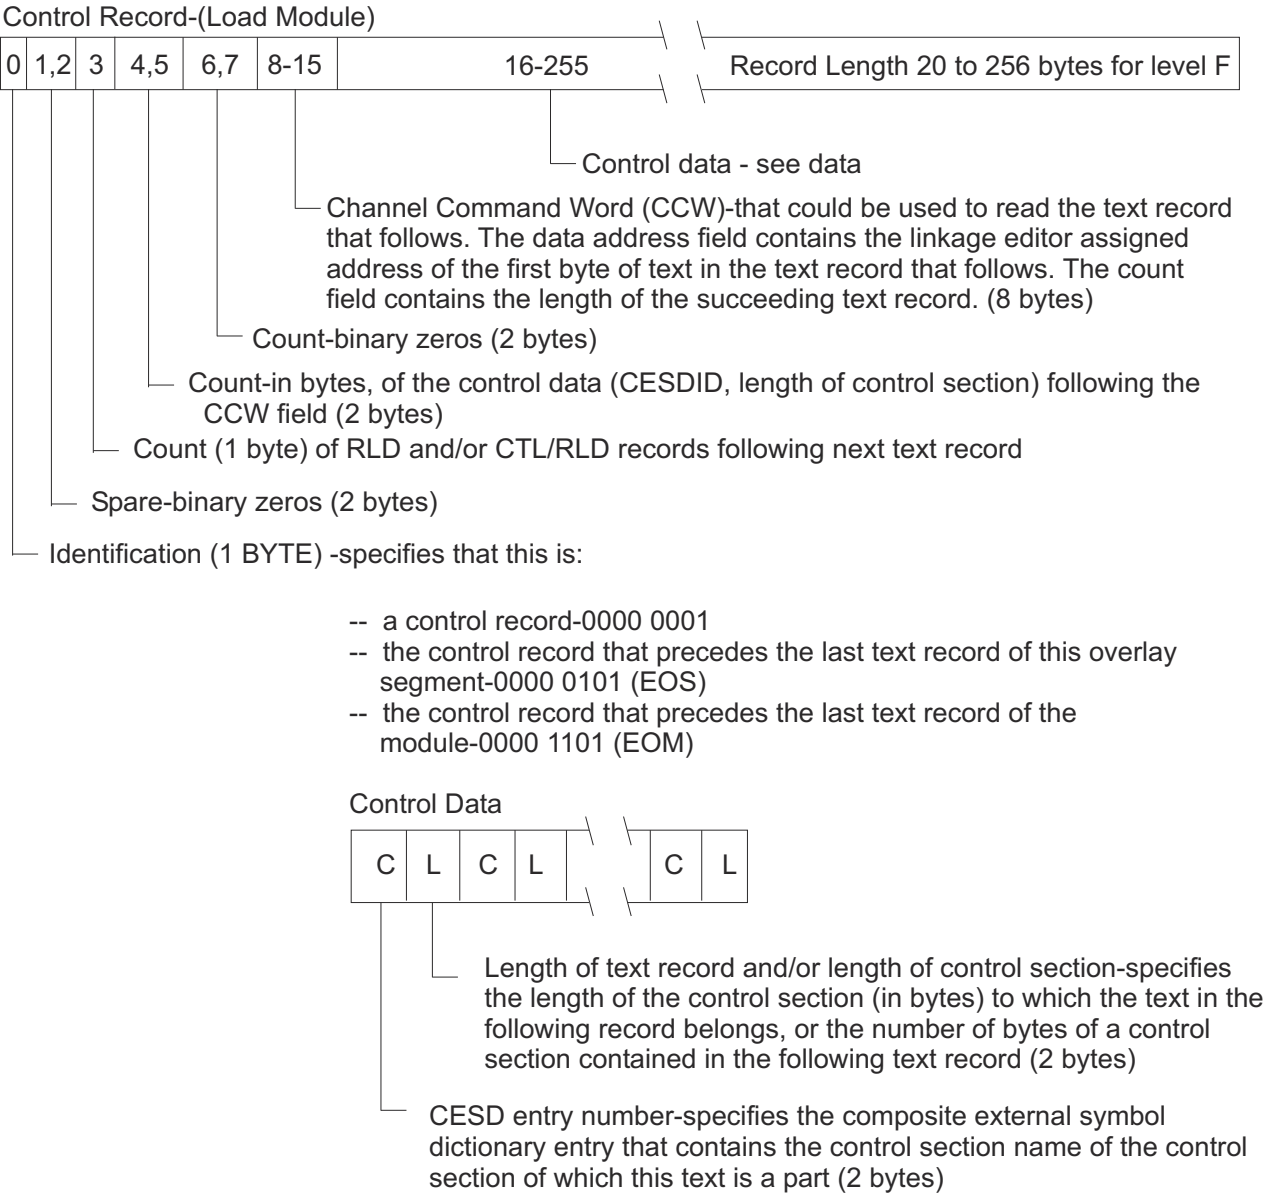 Control Record-(Load Module)
0 1,2 3 4,5 6,7 8-15 16-255 Record Length 20 to 256 bytes for level F
Control data - see data
Channel Command Word (CCW)-that could be used to read the text record
that follows. The data address field contains the linkage editor assigned
address of the first byte of text in the text record that follows. The count
field contains the length of the succeeding text record. (8 bytes)
Count-binary zeros (2 bytes)
Count-in bytes, of the control data (CESDID, length of control section) following the
CCW field (2 bytes)
Count (1 byte) of RLD and/or CTL/RLD records following next text record
Spare-binary zeros (2 bytes)
Identification (1 BYTE) -specifies that this is:
-- a control record-0000 0001
-- the control record that precedes the last text record of this overlay
segment-0000 0101 (EOS)
-- the control record that precedes the last text record of the
module-0000 1101 (EOM)
Control Data
C L C L C L
Length of text record and/or length of control section-specifies
the length of the control section (in bytes) to which the text in the
following record belongs, or the number of bytes of a control
section contained in the following text record (2 bytes)
CESD entry number-specifies the composite external symbol
dictionary entry that contains the control section name of the control
section of which this text is a part (2 bytes)